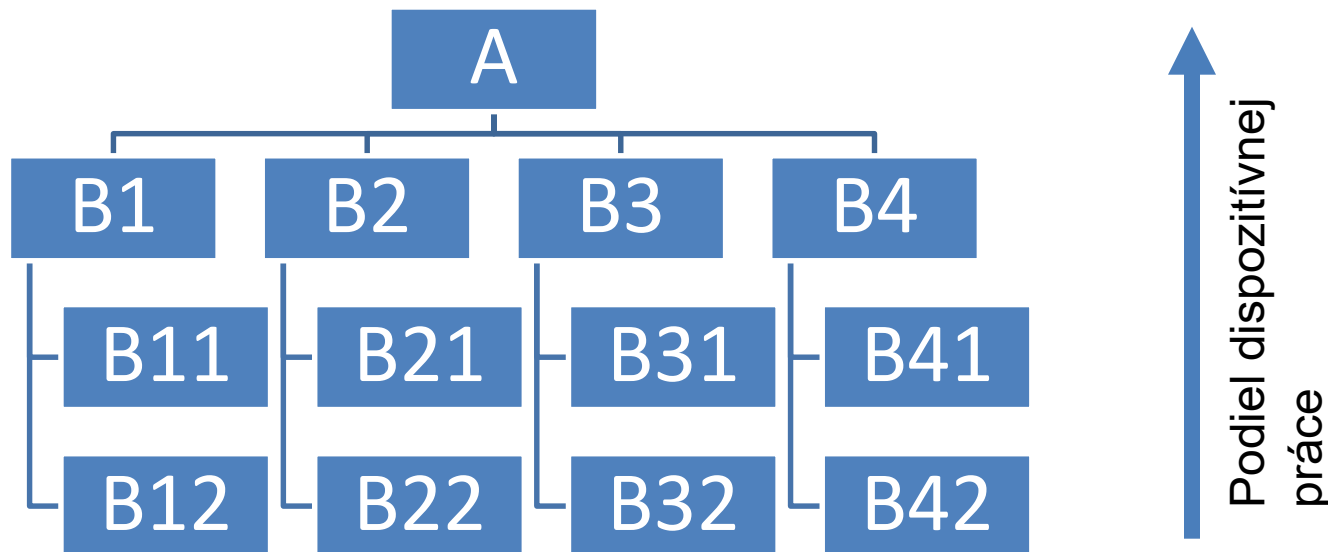 A
B1
B2
B3
B4
B11
B21
B31
B41
B12
B22
B32
B42
Podiel dispozitívnej
práce